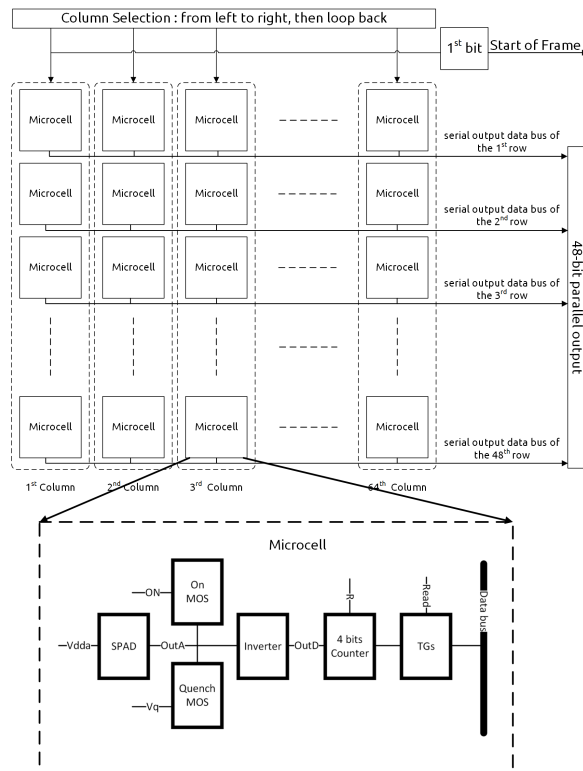 Column Selection : from left to right, then loop back
1st bit
Start of Frame
Microcell Microcell Microcell Microcell
serial output data bus of
the 1st row
Microcell Microcell Microcell Microcell
serial output data bus of
the 2nd row
Microcell Microcell Microcell Microcell
serial output data bus of
the 3rd row
48-bit parallel output
Microcell Microcell Microcell Microcell
serial output data bus of
the 48th row
1st Column 2nd Column 3rd Column 64th Column
Microcell
On
MOS
ON
R
Read
Data bus
Vdda
SPAD
OutA
Inverter
OutD
4 bits
Counter
TGs
Quench
MOS
Vq